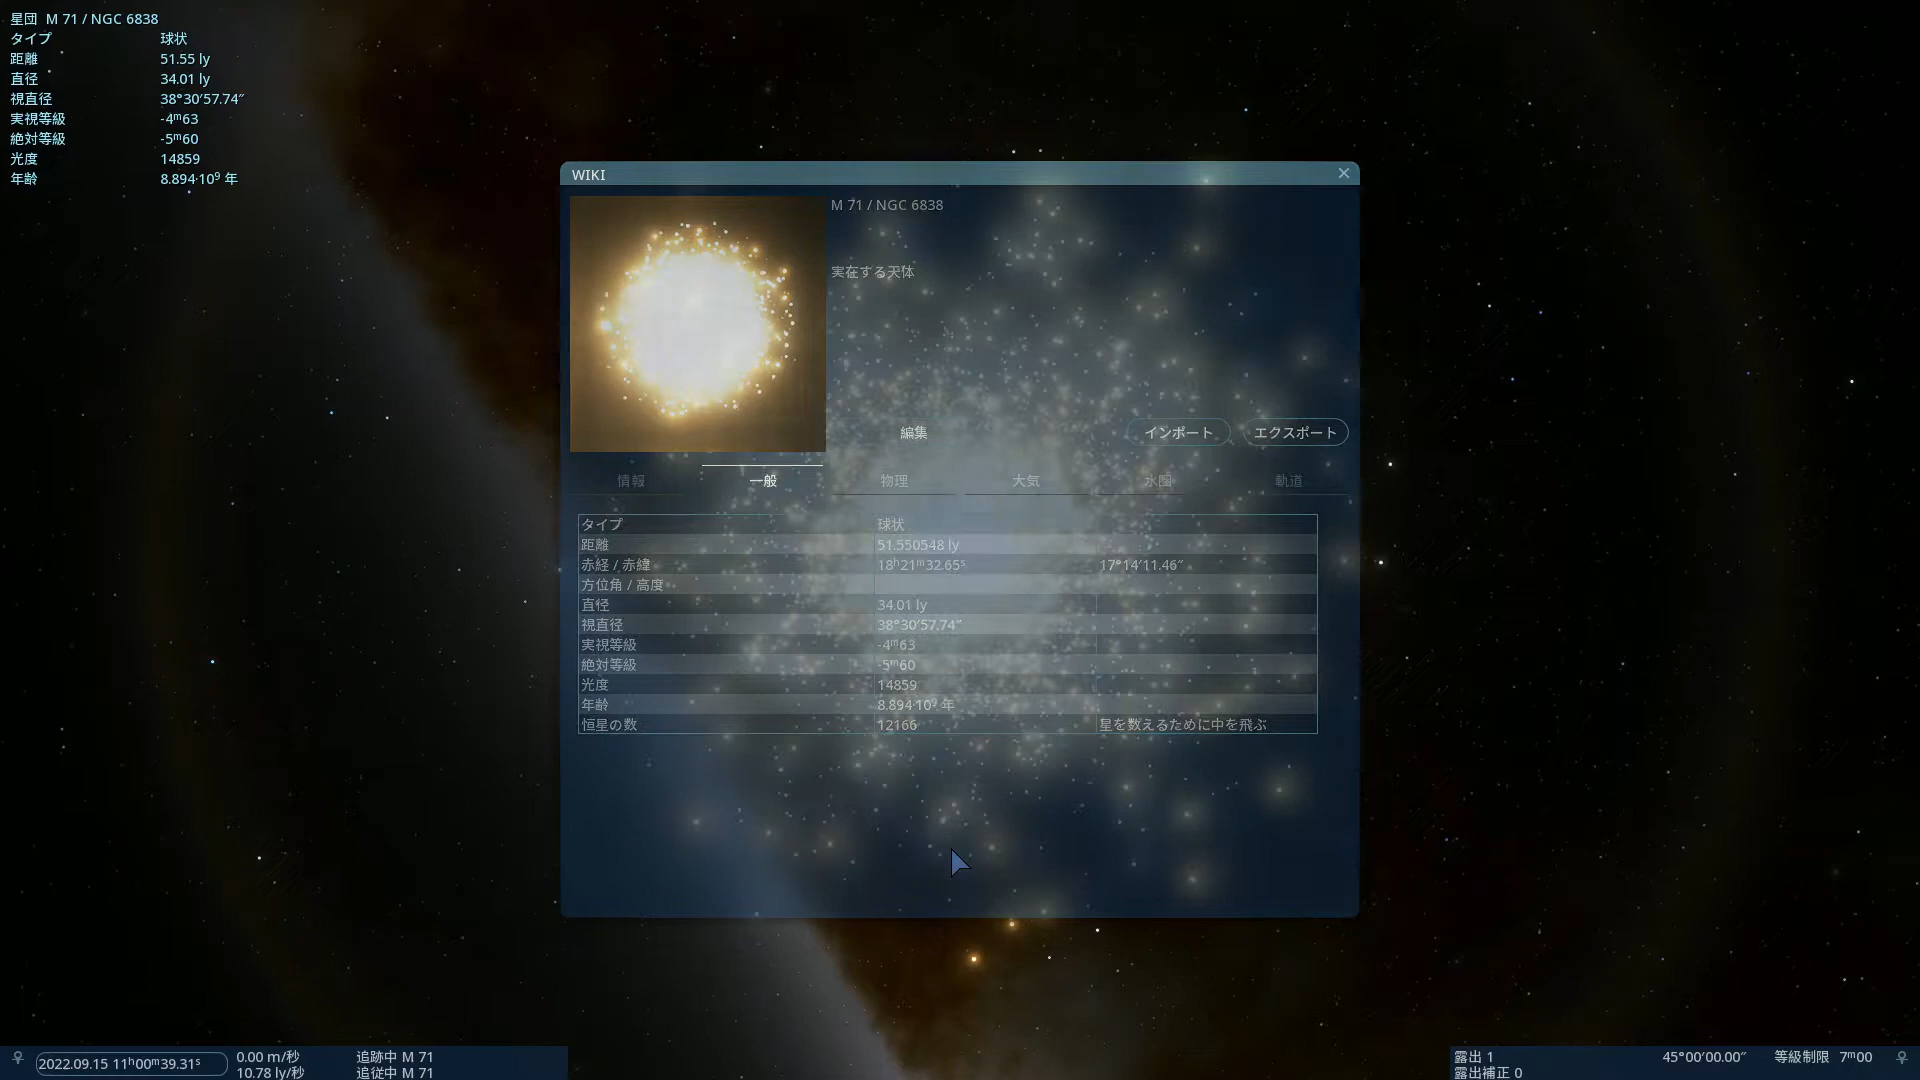 星団 M 71 / NGC 6838
タイプ 球状
距離 51.55 ly
直径 34.01 ly
視直径 38°30′57.74″
実視等級 -4ᵐ63
絶対等級 -5ᵐ60
光度 14859
年齢 8.894·10⁹ 年
WIKI
M 71 / NGC 6838
実在する天体
編集 インポート エクスポート
情報 一般 物理 大気 水圏 軌道
タイプ 球状
距離 51.550548 ly
赤経 / 赤緯 18ʰ21ᵐ32.65ˢ 17°14′11.46″
方位角 / 高度
直径 34.01 ly
視直径 38°30′57.74″
実視等級 -4ᵐ63
絶対等級 -5ᵐ60
光度 14859
年齢 8.894·10⁹ 年
恒星の数 12166 星を数えるために中を飛ぶ
2022.09.15 11ʰ00ᵐ39.31ˢ
0.00 m/秒 追跡中 M 71
10.78 ly/秒 追従中 M 71
露出 1 45°00′00.00″ 等級制限 7ᵐ00
露出補正 0